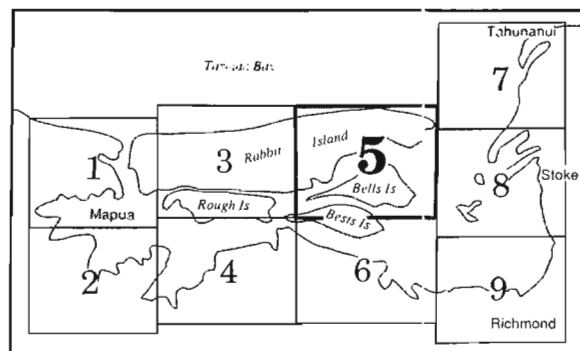 Tahunanui
Tasman Bay
7
Island
5
1
3
Rabbit
8
Stoke
Bells Is
Rough Is
Mapua
Bests Is
2
4
6
9
Richmond